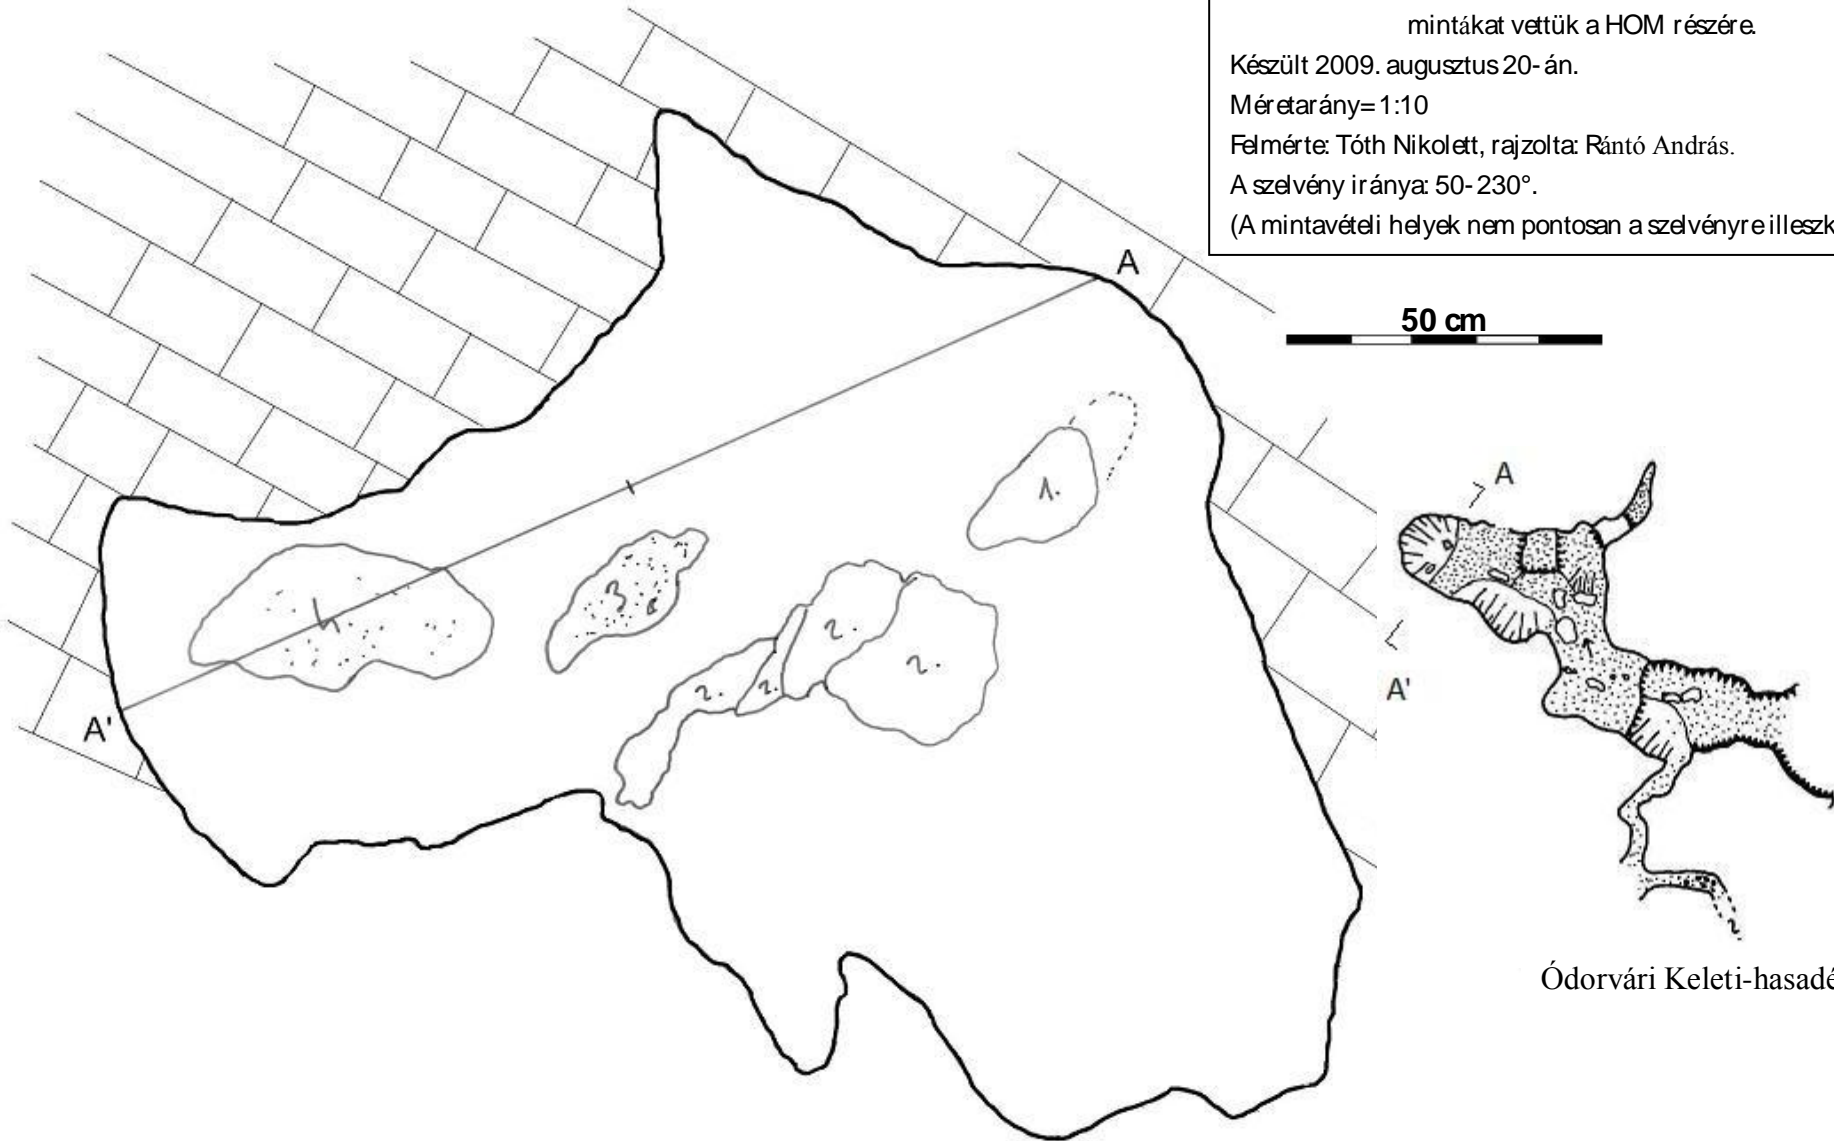 mintákat vettük a HOM részére.
Készült 2009. augusztus 20-án.
Méretarány= 1:10
Felmérte: Tóth Nikolett, rajzolta: Rántó András.
A szelvény iránya: 50-230°.
(A mintavételi helyek nem pontosan a szelvényre illeszk
A
50 cm
1.
A
3
2.
4
2.
2.
2.
A'
A'
Ódorvári Keleti-hasadé